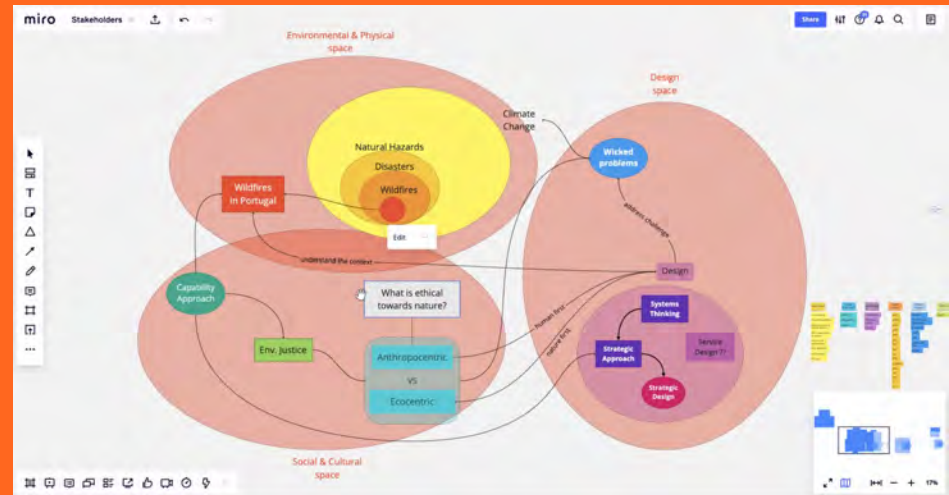 miro
Stakeholders
Share
Environmental & Physical
space
Design
space
Climate
Change
Natural Hazards
Disasters
Wildfires
Wildfires
in Portugal
Edit
Wicked
problems
address challenge
understand the context
Design
Capability
Approach
What is ethical
towards nature?
human first
nature first
Systems
Thinking
Strategic
Approach
Service
Design?!
Strategic
Design
Env. Justice
Anthropocentric
VS
Ecocentric
Social & Cultural
space
17%